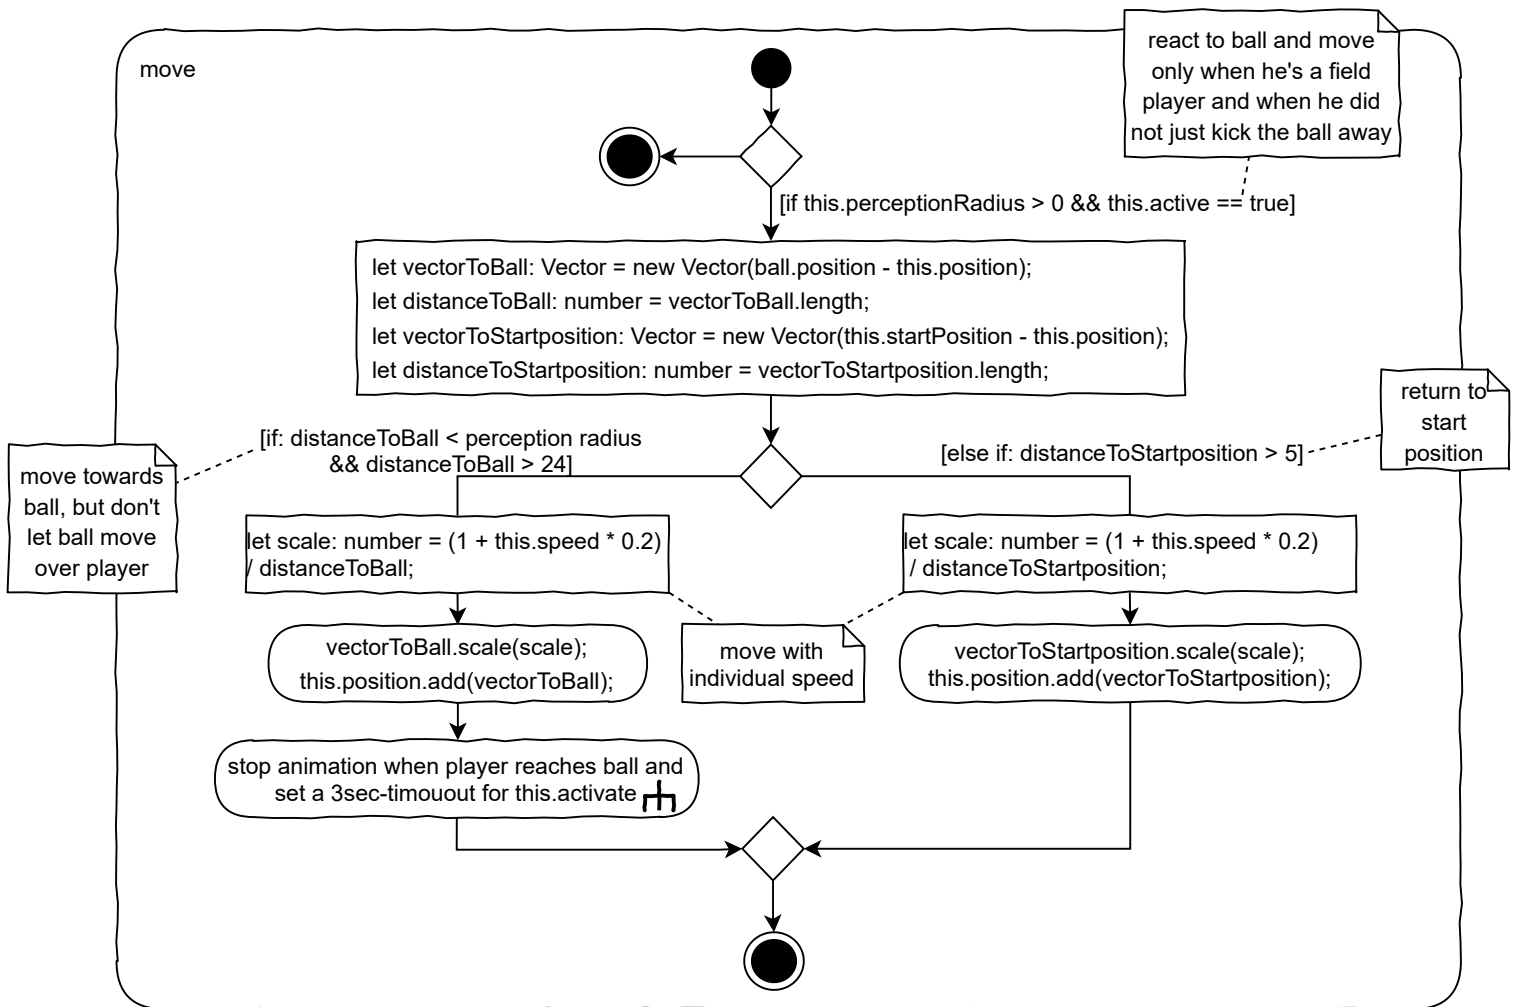 move
react to ball and move
only when he's a field
player and when he did
not just kick the ball away
[if this.perceptionRadius > 0 && this.active == true]
let vectorToBall: Vector = new Vector(ball.position - this.position);
let distanceToBall: number = vectorToBall.length;
let vectorToStartposition: Vector = new Vector(this.startPosition - this.position);
let distanceToStartposition: number = vectorToStartposition.length;
return to
start
position
[if: distanceToBall < perception radius
&& distanceToBall > 24]
[else if: distanceToStartposition > 5]
move towards
ball, but don't
let ball move
over player
let scale: number = (1 + this.speed * 0.2)
/ distanceToBall;
let scale: number = (1 + this.speed * 0.2)
/ distanceToStartposition;
vectorToBall.scale(scale);
this.position.add(vectorToBall);
move with
individual speed
vectorToStartposition.scale(scale);
this.position.add(vectorToStartposition);
stop animation when player reaches ball and
set a 3sec-timouout for this.activate